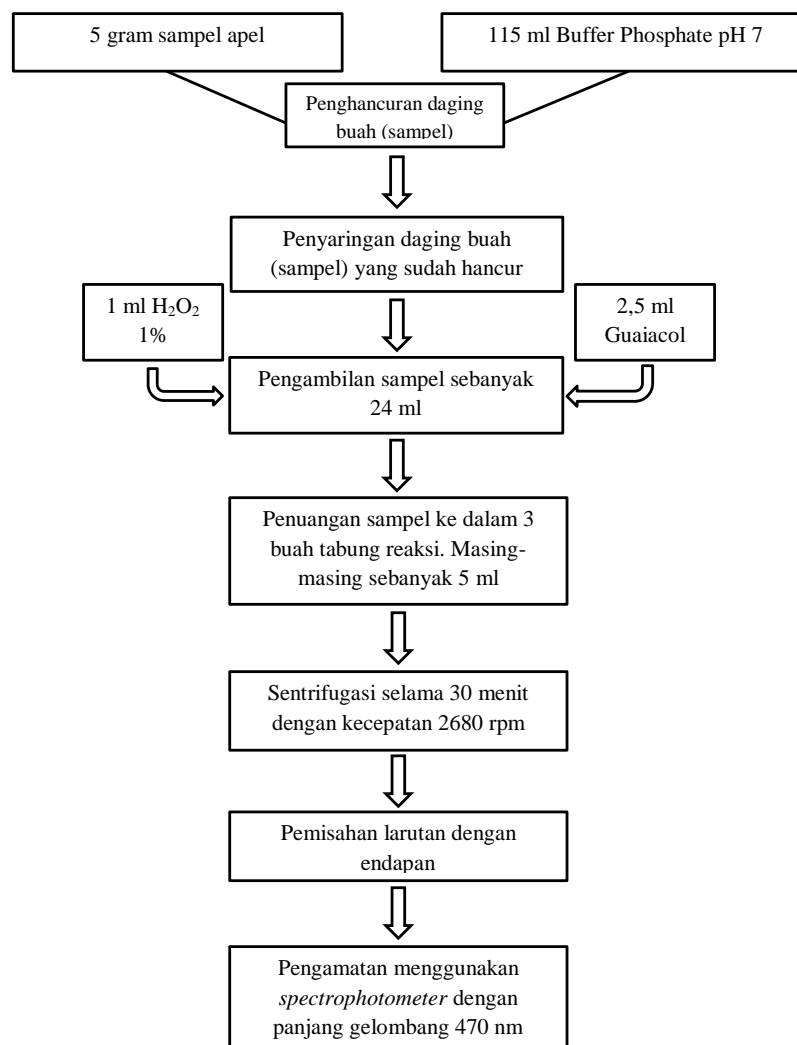 5 gram sampel apel
115 ml Buffer Phosphate pH 7
Penghancuran daging
buah (sampel)
Penyaringan daging buah
(sampel) yang sudah hancur
1 ml H₂O₂
1%
2,5 ml
Guaiacol
Pengambilan sampel sebanyak
24 ml
Penuangan sampel ke dalam 3
buah tabung reaksi. Masing-
masing sebanyak 5 ml
Sentrifugasi selama 30 menit
dengan kecepatan 2680 rpm
Pemisahan larutan dengan
endapan
Pengamatan menggunakan
spectrophotometer dengan
panjang gelombang 470 nm